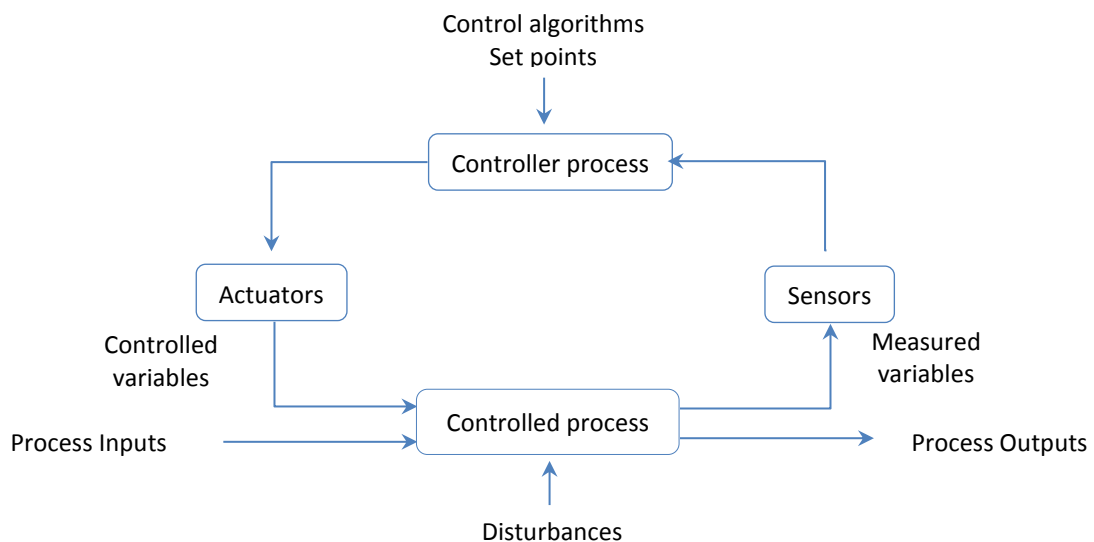 Control algorithms
Set points
Controller process
Actuators
Sensors
Controlled
variables
Measured
variables
Controlled process
Process Inputs
Process Outputs
Disturbances